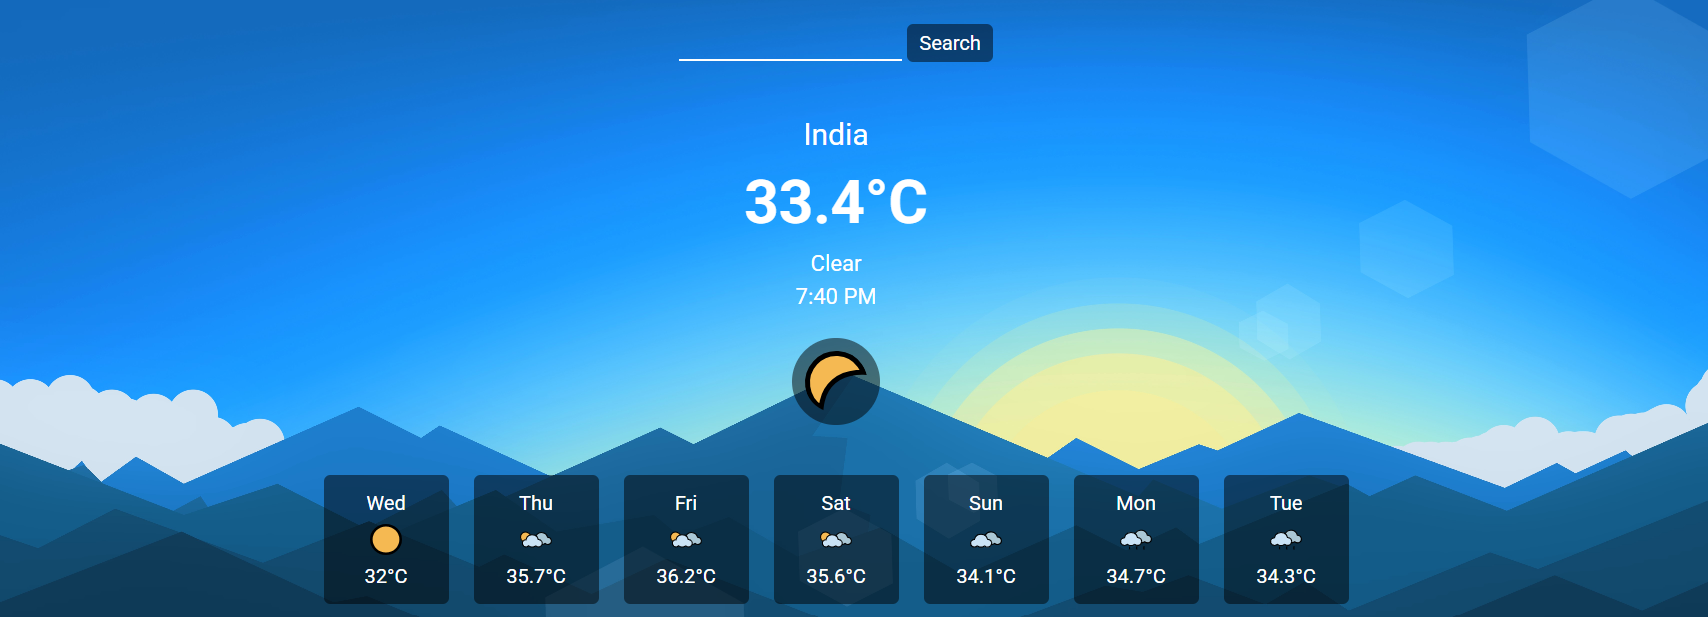 Search
India
33.4°C
Clear
7:40 PM
Wed
32°C
Thu
35.7°C
Fri
36.2°C
Sat
35.6°C
Sun
34.1°C
Mon
34.7°C
Tue
34.3°C